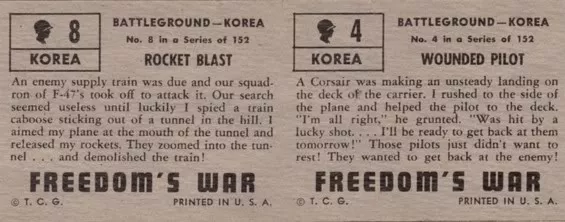 8
KOREA
BATTLEGROUND—KOREA
No. 8 in a Series of 152
ROCKET BLAST
An enemy supply train was due and our squad-
ron of F-47's took off to attack it. Our search
seemed useless until luckily I spied a train
caboose sticking out of a tunnel in the hill. I
aimed my plane at the mouth of the tunnel and
released my rockets. They zoomed into the tun-
nel . . . and demolished the train!
FREEDOM'S WAR
© T. C. G.
PRINTED IN U. S. A.
4
KOREA
BATTLEGROUND—KOREA
No. 4 in a Series of 152
WOUNDED PILOT
A Corsair was making an unsteady landing on
the deck of the carrier. I rushed to the side of
the plane and helped the pilot to the deck.
"I'm all right," he grunted. "Was hit by a
lucky shot. . . . I'll be ready to get back at them
tomorrow!" Those pilots just didn't want to
rest! They wanted to get back at the enemy!
FREEDOM'S WAR
© T. C. G.
PRINTED IN U. S. A.